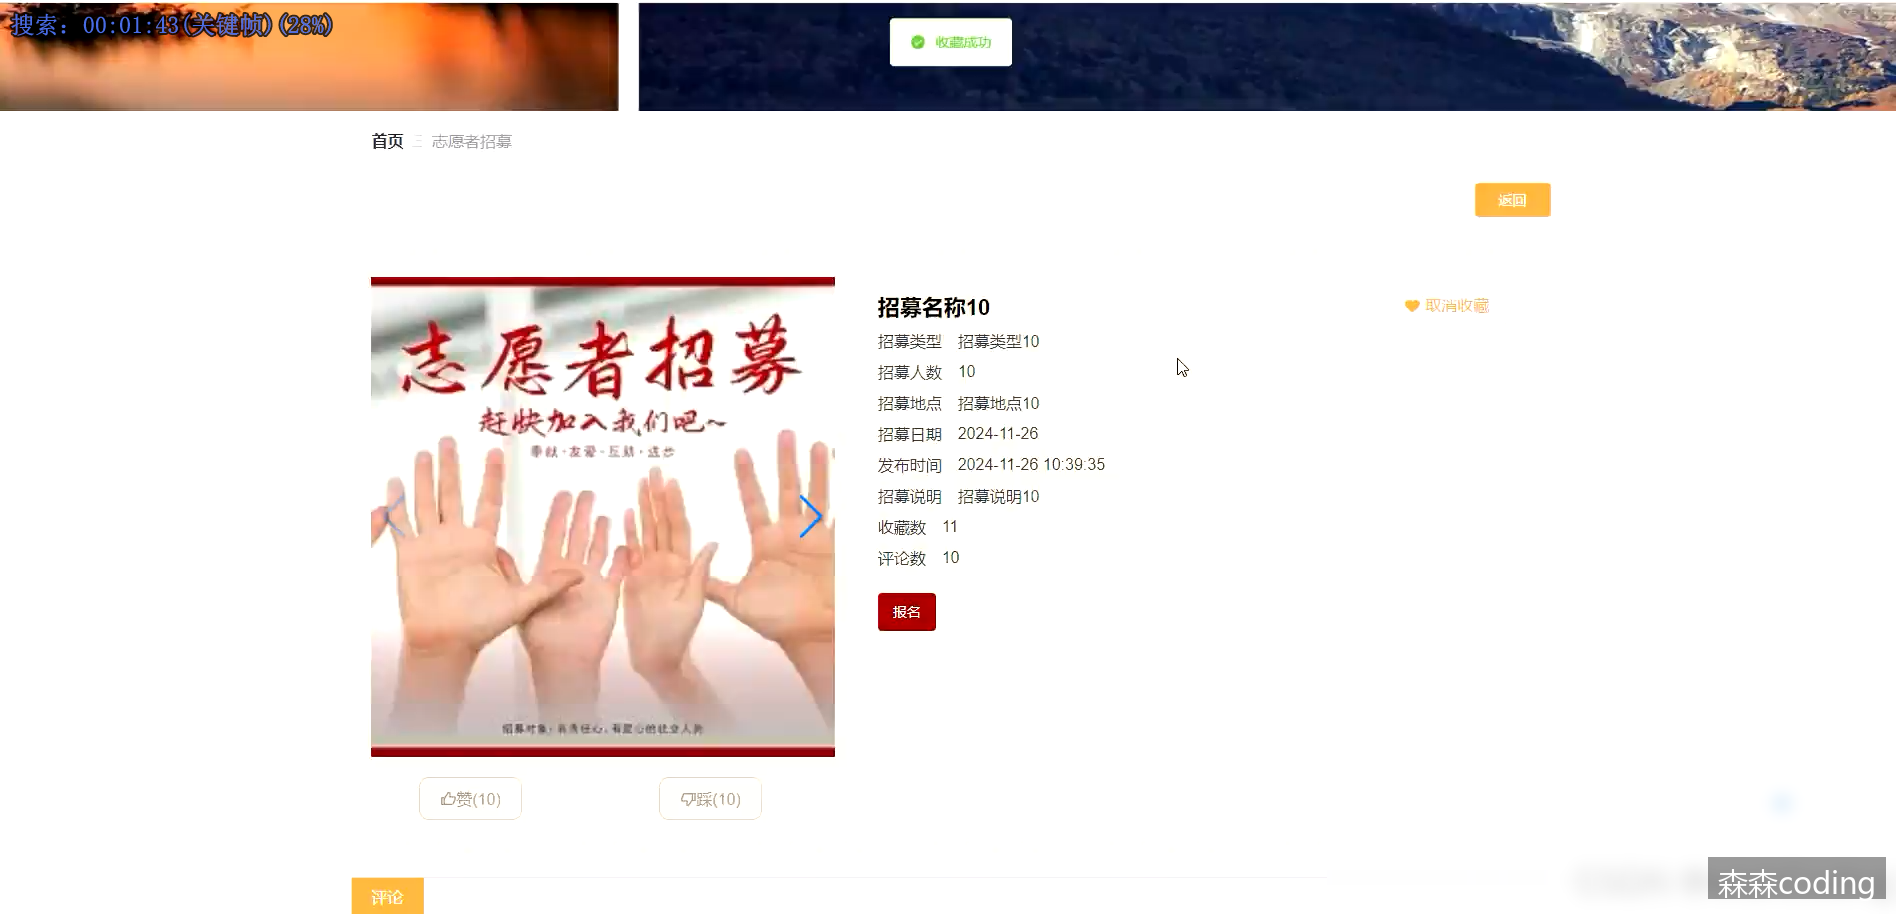 搜索: 00:01:43(关键帧)(28%)
收藏成功
首页 三 志愿者招募
返回
志愿者招募
赶快加入我们吧~
奉献·友爱·互助·进步
招募对象：有责任心，有爱心的社会人员
招募名称10
取消收藏
招募类型 招募类型10
招募人数 10
招募地点 招募地点10
招募日期 2024-11-26
发布时间 2024-11-26 10:39:35
招募说明 招募说明10
收藏数 11
评论数 10
报名
赞(10)
踩(10)
评论
森森coding